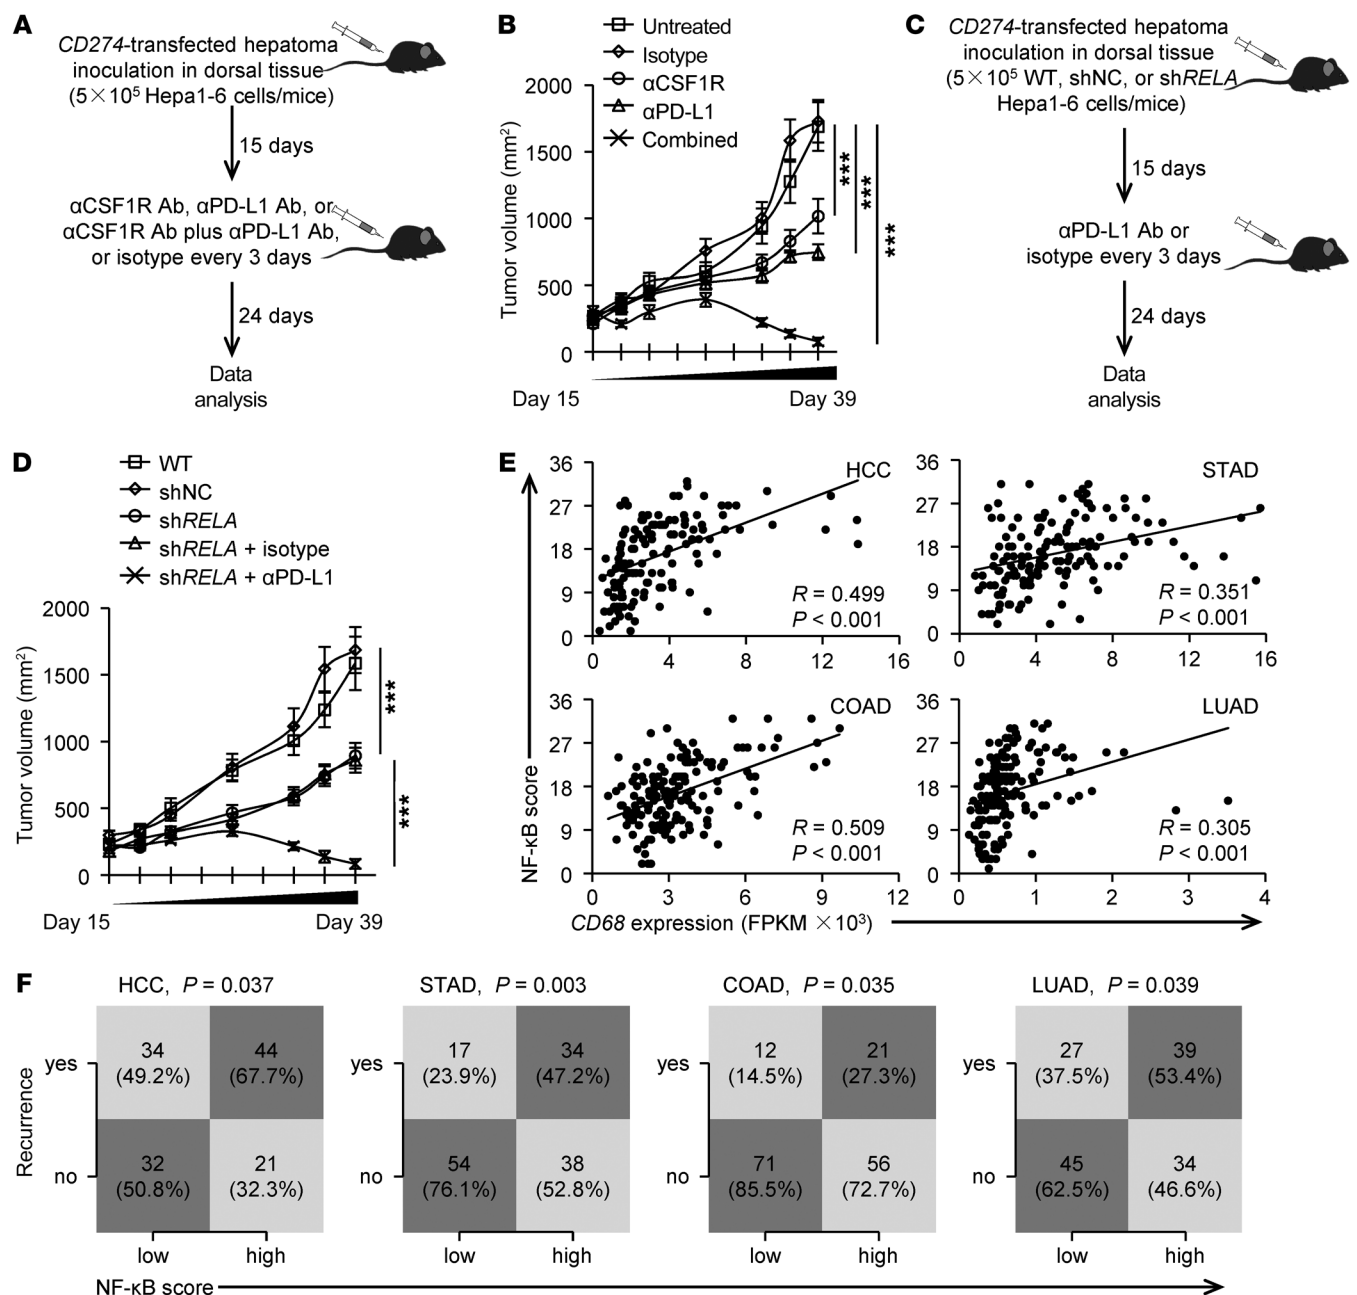 A
CD274-transfected hepatoma
inoculation in dorsal tissue
(5×10⁵ Hepa1-6 cells/mice)
15 days
αCSF1R Ab, αPD-L1 Ab, or
αCSF1R Ab plus αPD-L1 Ab,
or isotype every 3 days
24 days
Data
analysis
B
Untreated
Isotype
αCSF1R
αPD-L1
Combined
Tumor volume (mm²)
2000
1500
1000
500
0
***
***
***
Day 15
Day 39
C
CD274-transfected hepatoma
inoculation in dorsal tissue
(5×10⁵ WT, shNC, or shRELA
Hepa1-6 cells/mice)
15 days
αPD-L1 Ab or
isotype every 3 days
24 days
Data
analysis
D
WT
shNC
shRELA
shRELA + isotype
shRELA + αPD-L1
Tumor volume (mm²)
2000
1500
1000
500
0
***
***
Day 15
Day 39
E
NF-κB score
36
27
18
9
0
HCC
R = 0.499
P < 0.001
0 4 8 12 16
36
27
18
9
0
STAD
R = 0.351
P < 0.001
0 4 8 12 16
36
27
18
9
0
COAD
R = 0.509
P < 0.001
0 3 6 9 12
36
27
18
9
0
LUAD
R = 0.305
P < 0.001
0 1 2 3 4
CD68 expression (FPKM ×10³)
F
Recurrence
HCC, P = 0.037
yes
34 44
(49.2%) (67.7%)
no
32 21
(50.8%) (32.3%)
low high
STAD, P = 0.003
yes
17 34
(23.9%) (47.2%)
no
54 38
(76.1%) (52.8%)
low high
COAD, P = 0.035
yes
12 21
(14.5%) (27.3%)
no
71 56
(85.5%) (72.7%)
low high
LUAD, P = 0.039
yes
27 39
(37.5%) (53.4%)
no
45 34
(62.5%) (46.6%)
low high
NF-κB score